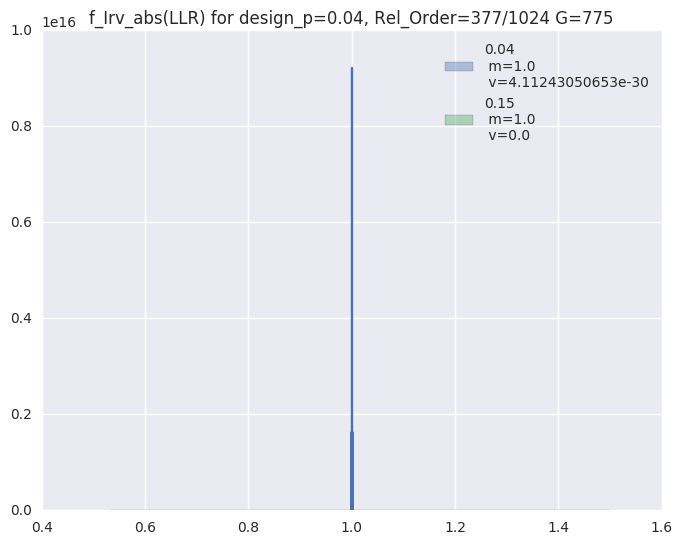 f_Irv_abs(LLR) for design_p=0.04, Rel_Order=377/1024 G=775
1e16
1.0
0.8
0.6
0.4
0.2
0.0
0.04
m=1.0
v=4.11243050653e-30
0.15
m=1.0
v=0.0
0.4
0.6
0.8
1.0
1.2
1.4
1.6